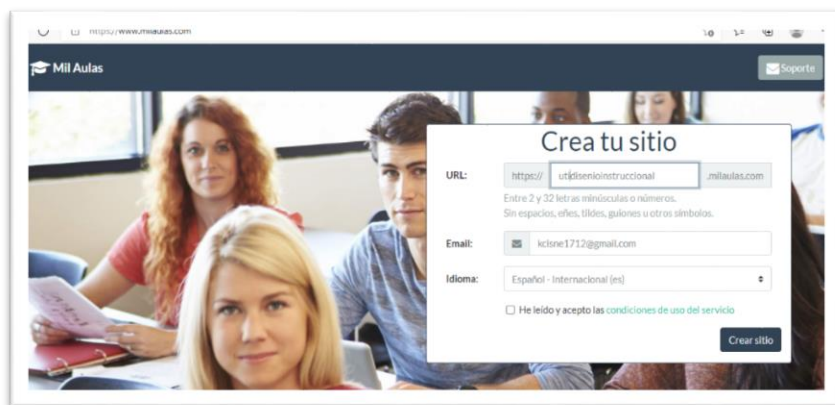 https://www.milaulas.com
Mil Aulas
Soporte
Crea tu sitio
URL:
https://
utidisenioinstruccional
.milaulas.com
Entre 2 y 32 letras minúsculas o números.
Sin espacios, eñes, tildes, guiones u otros símbolos.
Email:
kcisne1712@gmail.com
Idioma:
Español - Internacional (es)
He leído y acepto las condiciones de uso del servicio
Crear sitio